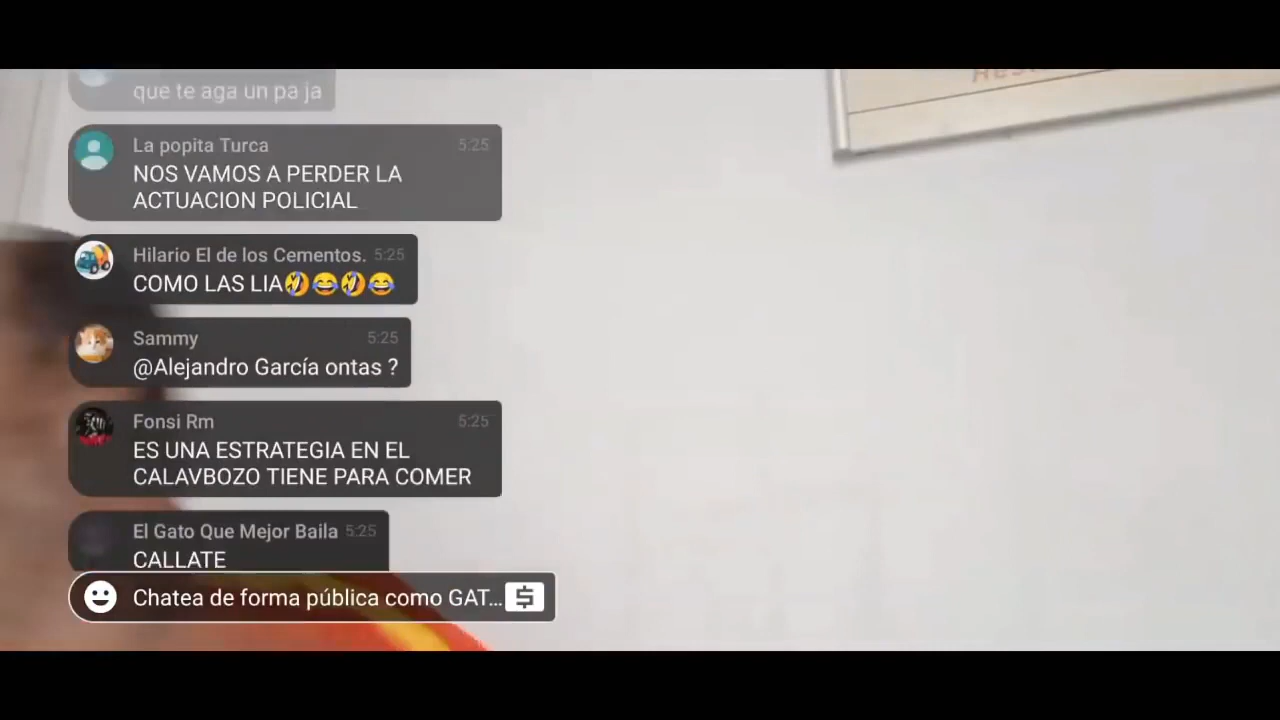 que te aga un pa ja
La popita Turca 5:25
NOS VAMOS A PERDER LA
ACTUACION POLICIAL
Hilario El de los Cementos. 5:25
COMO LAS LIA🤣😂🤣😂
Sammy 5:25
@Alejandro García ontas ?
Fonsi Rm 5:25
ES UNA ESTRATEGIA EN EL
CALAVBOZO TIENE PARA COMER
El Gato Que Mejor Baila 5:25
CALLATE
Chatea de forma pública como GAT...